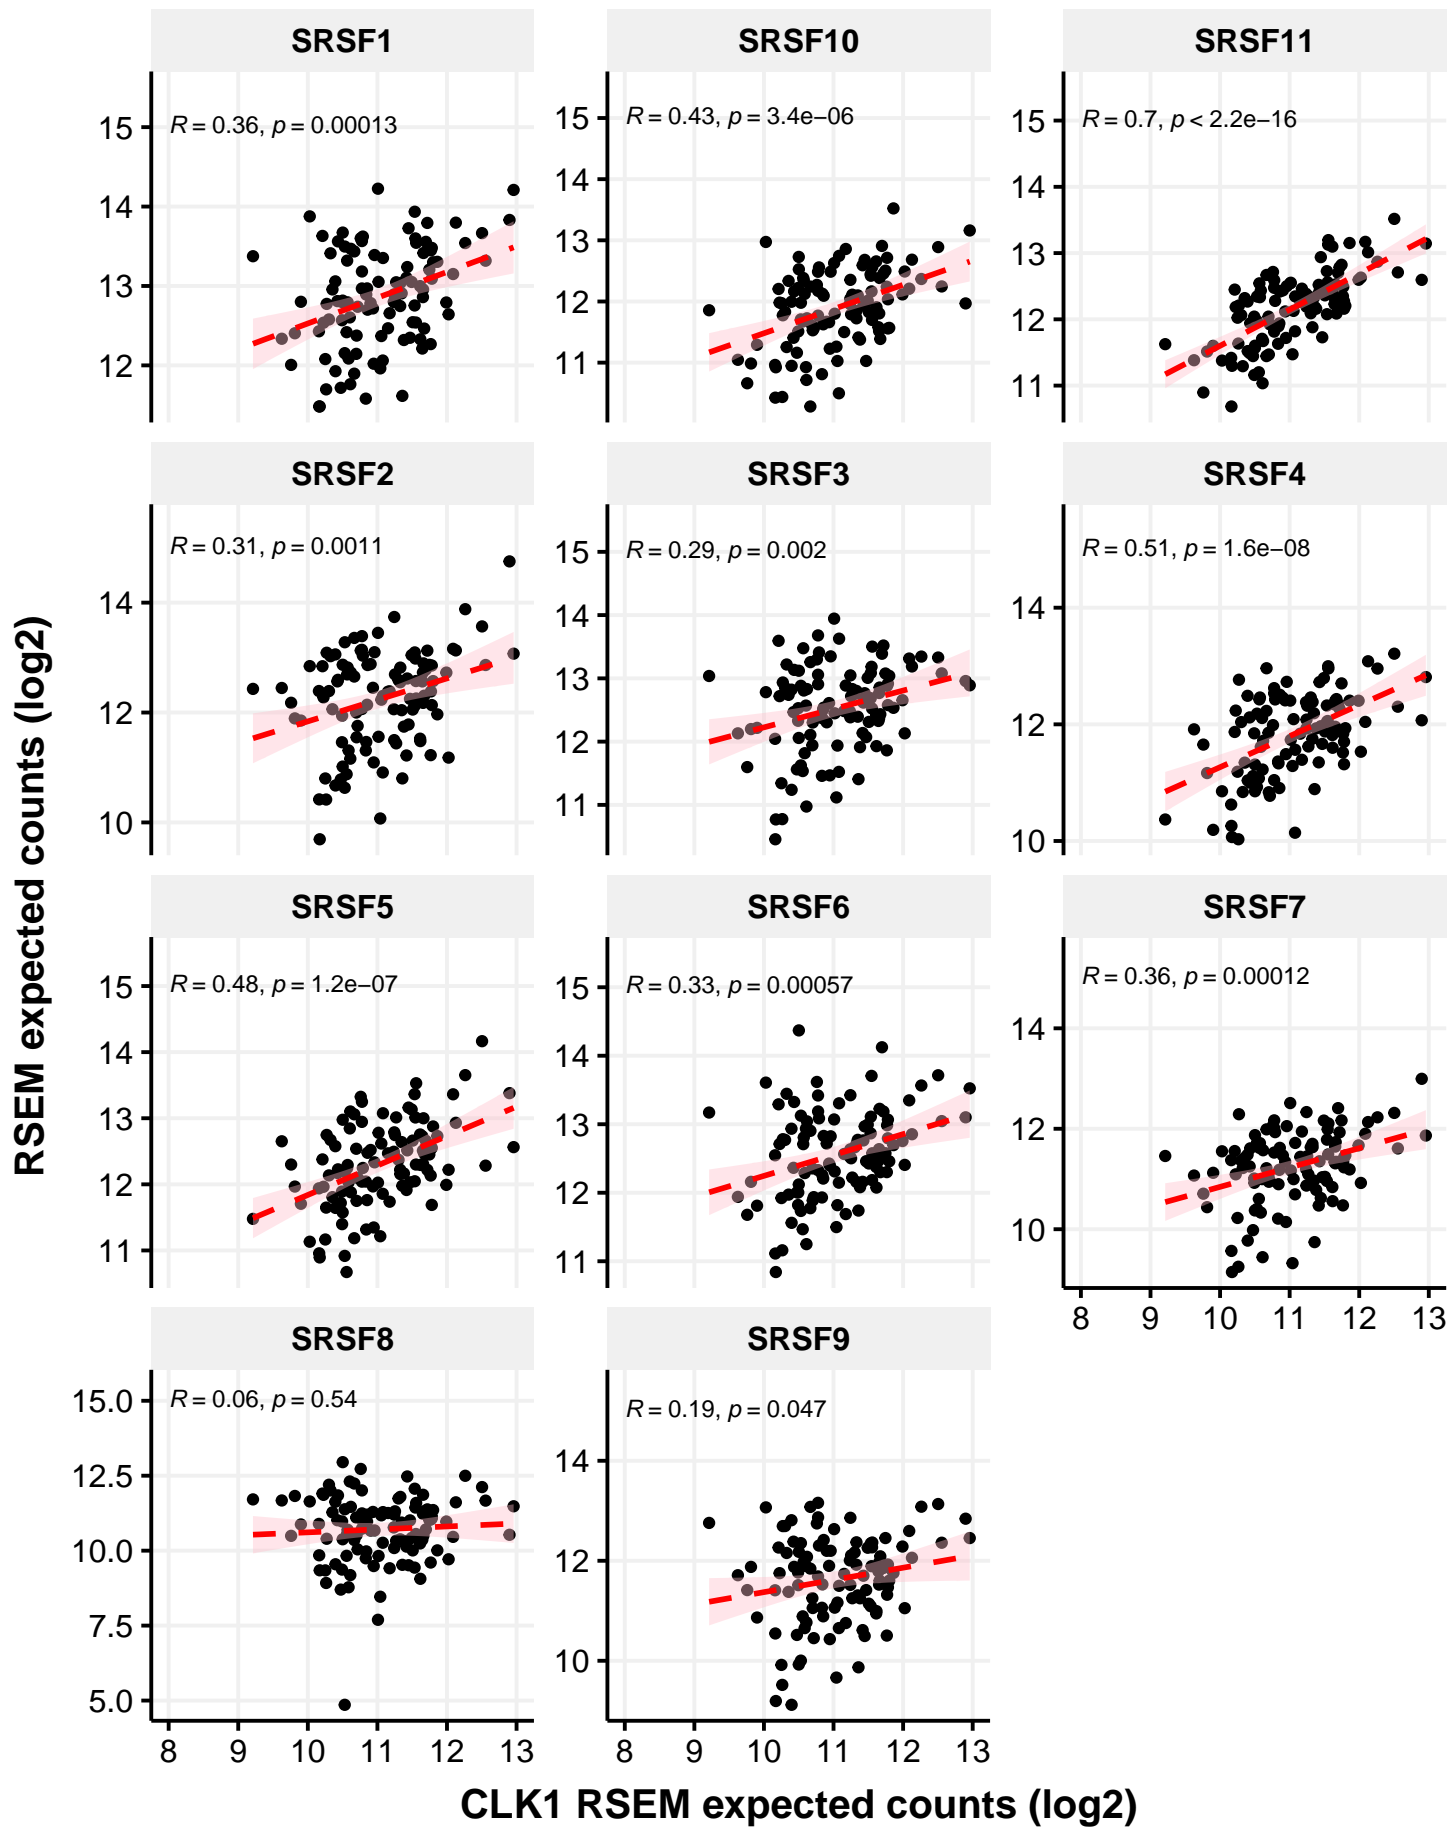 SRSF1
SRSF10
SRSF11
R = 0.36, p = 0.00013
R = 0.43, p = 3.4e−06
R = 0.7, p < 2.2e−16
15
14
13
12
15
14
13
12
11
15
14
13
12
11
SRSF2
SRSF3
SRSF4
R = 0.31, p = 0.0011
R = 0.29, p = 0.002
R = 0.51, p = 1.6e−08
14
12
10
15
14
13
12
11
14
12
10
SRSF5
SRSF6
SRSF7
R = 0.48, p = 1.2e−07
R = 0.33, p = 0.00057
R = 0.36, p = 0.00012
15
14
13
12
11
15
14
13
12
11
14
12
10
8 9 10 11 12 13
SRSF8
SRSF9
R = 0.06, p = 0.54
R = 0.19, p = 0.047
15.0
12.5
10.0
7.5
5.0
14
12
10
8 9 10 11 12 13
8 9 10 11 12 13
RSEM expected counts (log2)
CLK1 RSEM expected counts (log2)